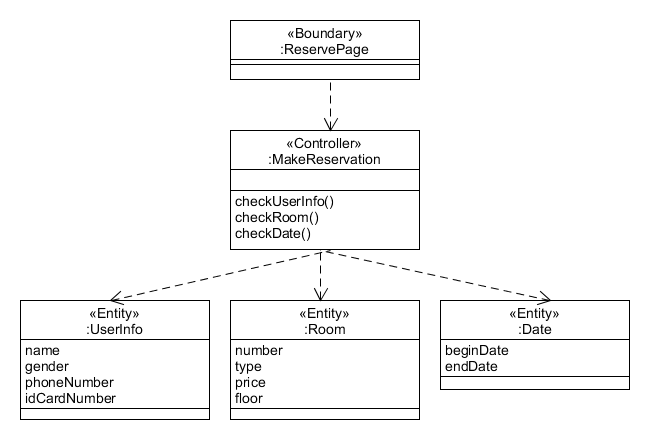 «Boundary»
:ReservePage
«Controller»
:MakeReservation
checkUserInfo()
checkRoom()
checkDate()
«Entity»
:UserInfo
name
gender
phoneNumber
idCardNumber
«Entity»
:Room
number
type
price
floor
«Entity»
:Date
beginDate
endDate